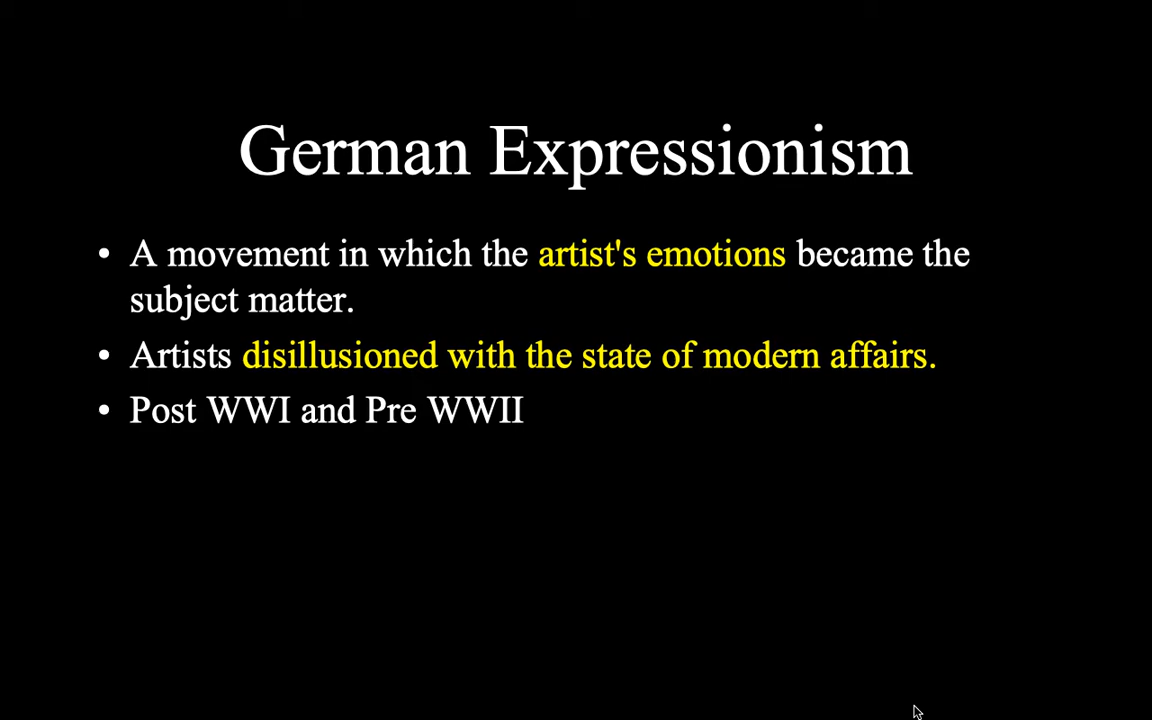 German Expressionism
• A movement in which the artist's emotions became the
subject matter.
• Artists disillusioned with the state of modern affairs.
• Post WWI and Pre WWII